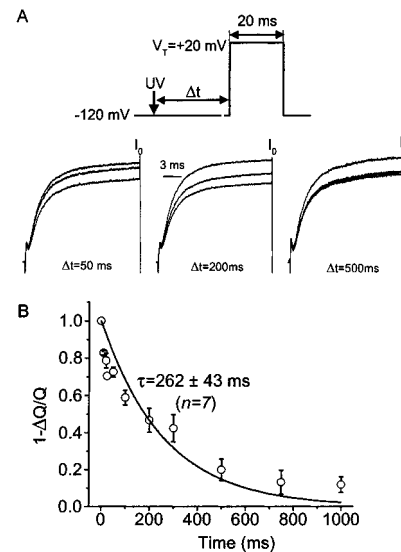 A
20 ms
V_T=+20 mV
UV
Δt
-120 mV
I₀ I₀ I
3 ms
Δt=50 ms Δt=200ms Δt=500ms
B
1.0
0.8
0.6
0.4
0.2
0.0
1-ΔQ/Q
τ=262 ± 43 ms
(n=7)
0 200 400 600 800 1000
Time (ms)